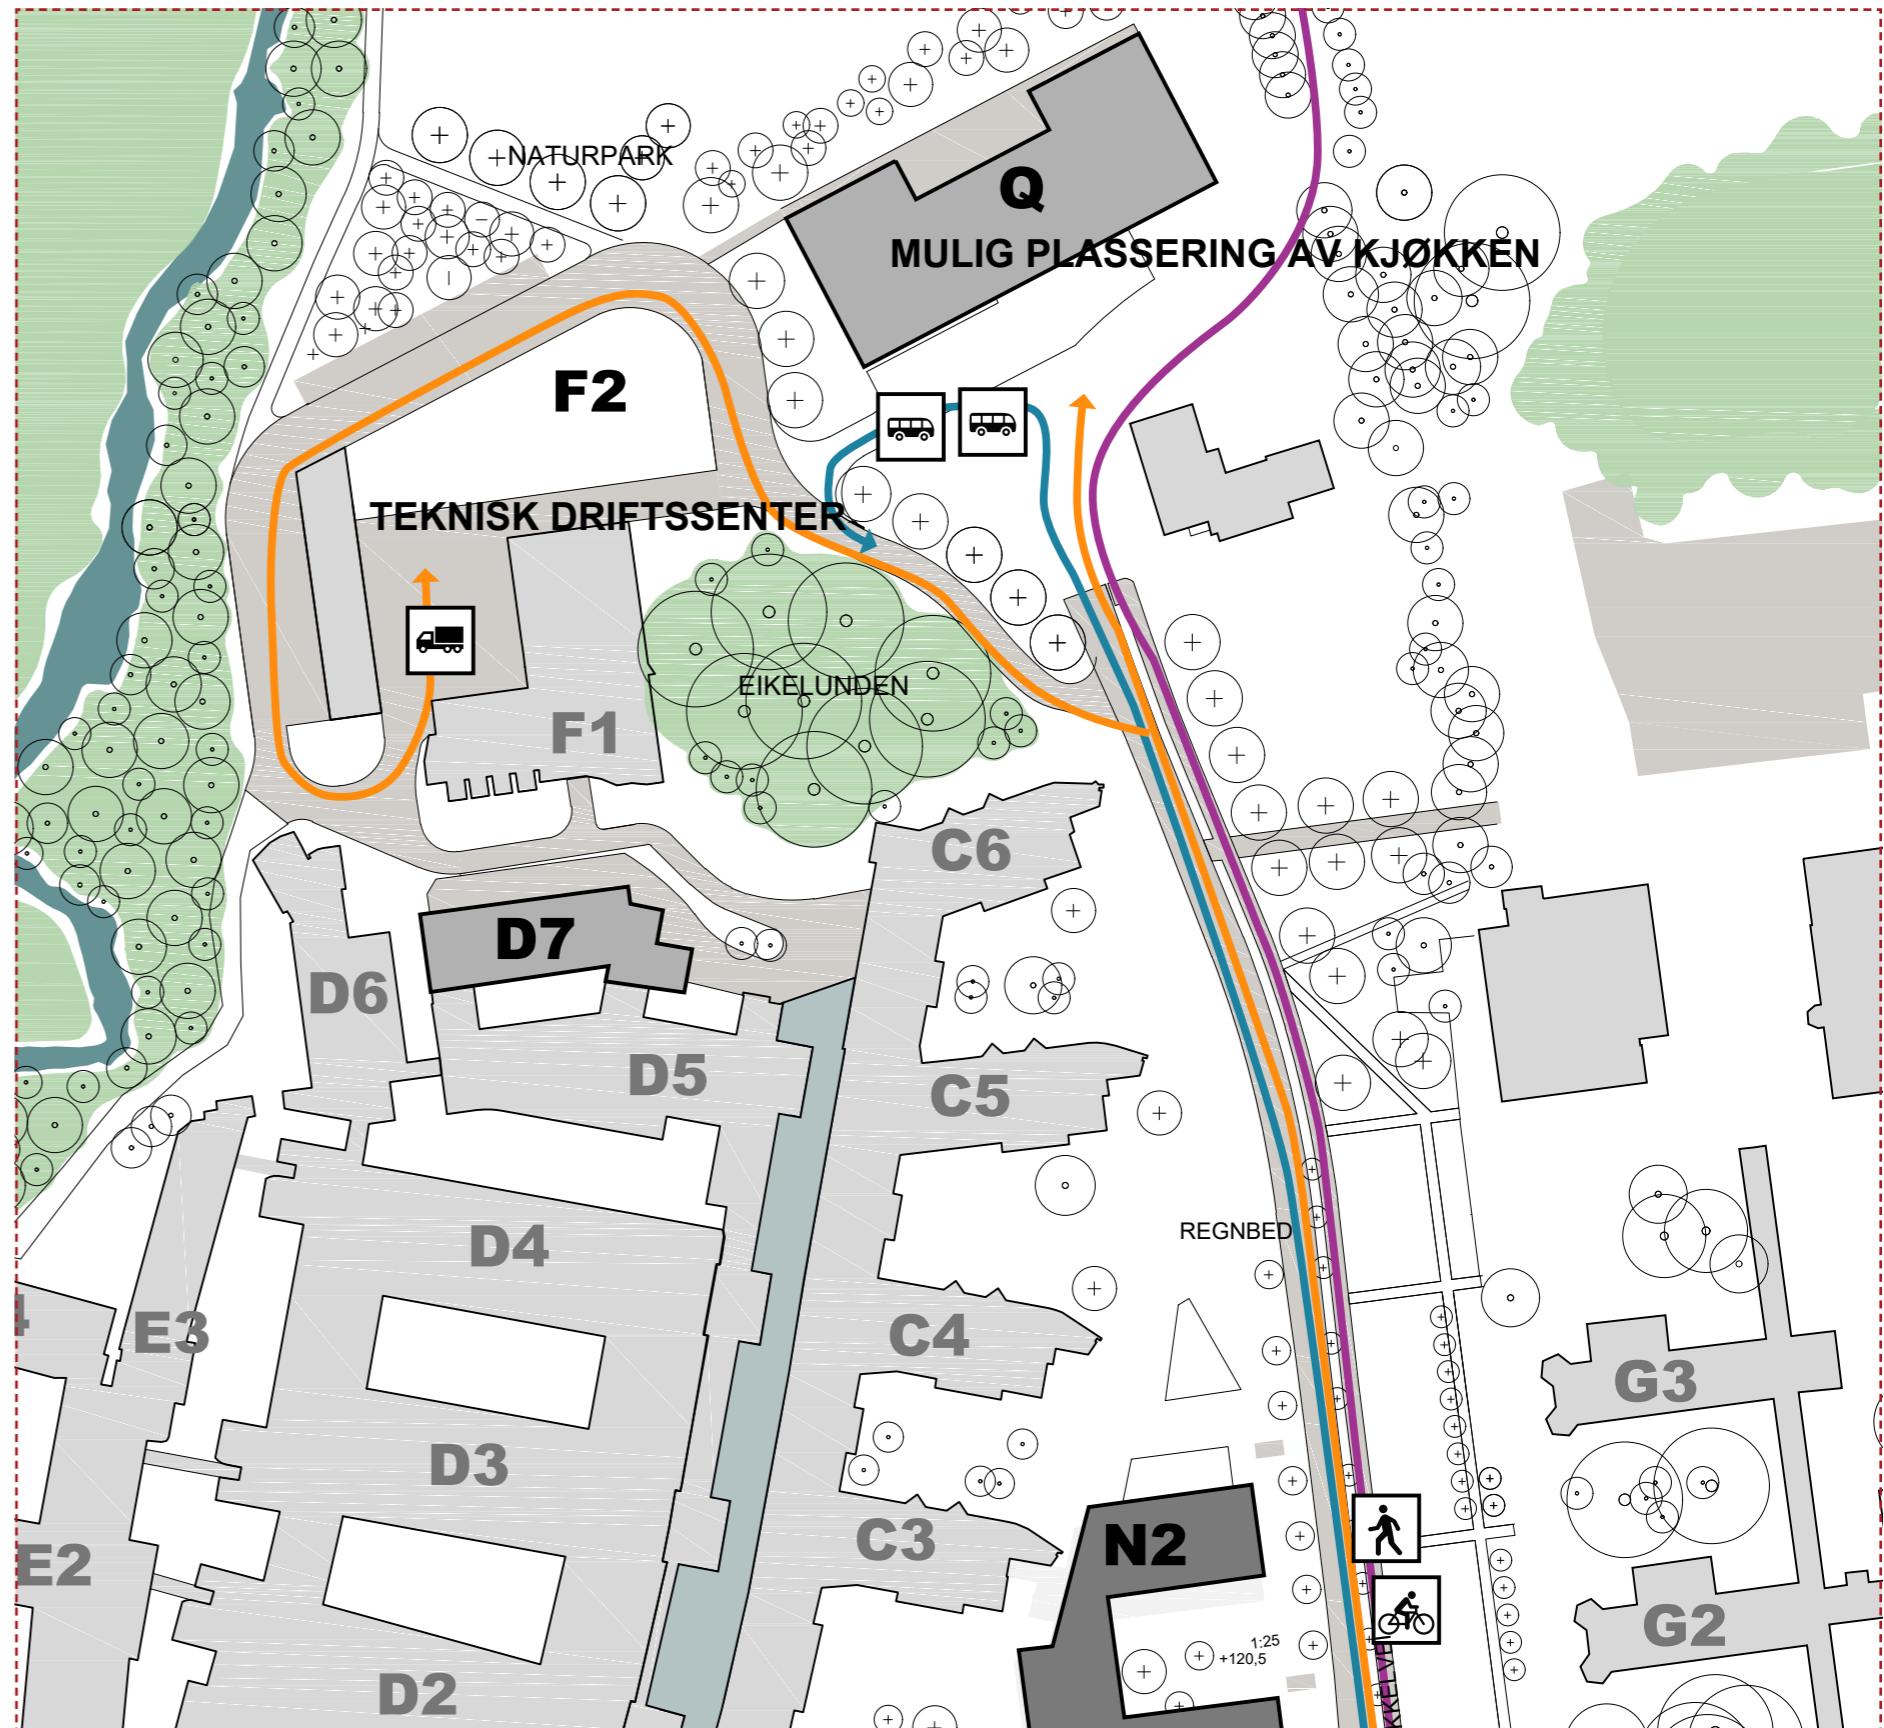 NATURPARK
Q
MULIG PLASSERING AV KJØKKEN
F2
TEKNISK DRIFTSSENTER
EIKELUNDEN
F1
C6
D7
D6
D5
C5
REGNBED
D4
E3
C4
G3
D3
C3
N2
E2
1:25
+120,5
G2
D2